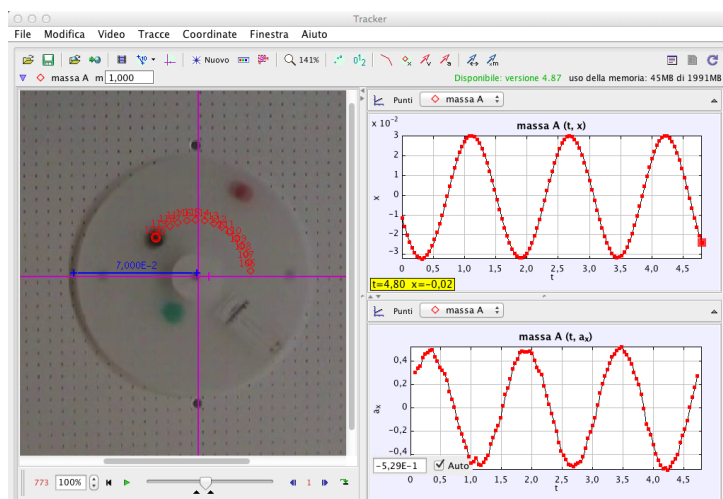 Tracker
File Modifica Video Tracce Coordinate Finestra Aiuto
Nuovo 141%
massa A m 1,000 Disponibile: versione 4.87 uso della memoria: 45MB di 1991MB
7,000E-2
Punti massa A
massa A (t, x)
x 10⁻²
3
2
1
0
−1
−2
−3
x
0 0,5 1,0 1,5 2,0 2,5 3,0 3,5 4,0 4,5
t
t=4,80 x=−0,02
Punti massa A
massa A (t, aₓ)
0,4
0,2
0
−0,2
−0,4
aₓ
−5,29E−1 Auto
0 0,5 1,0 1,5 2,0 2,5 3,0 3,5 4,0 4,5
t
773 100% 1